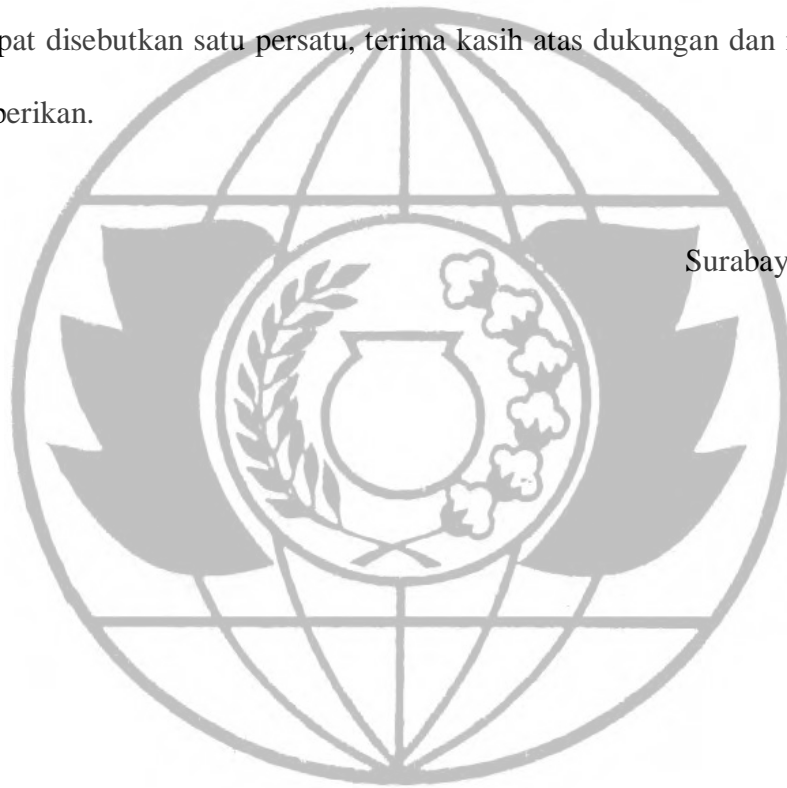 pat disebutkan satu persatu, terima kasih atas dukungan dan
berikan.
Surabay